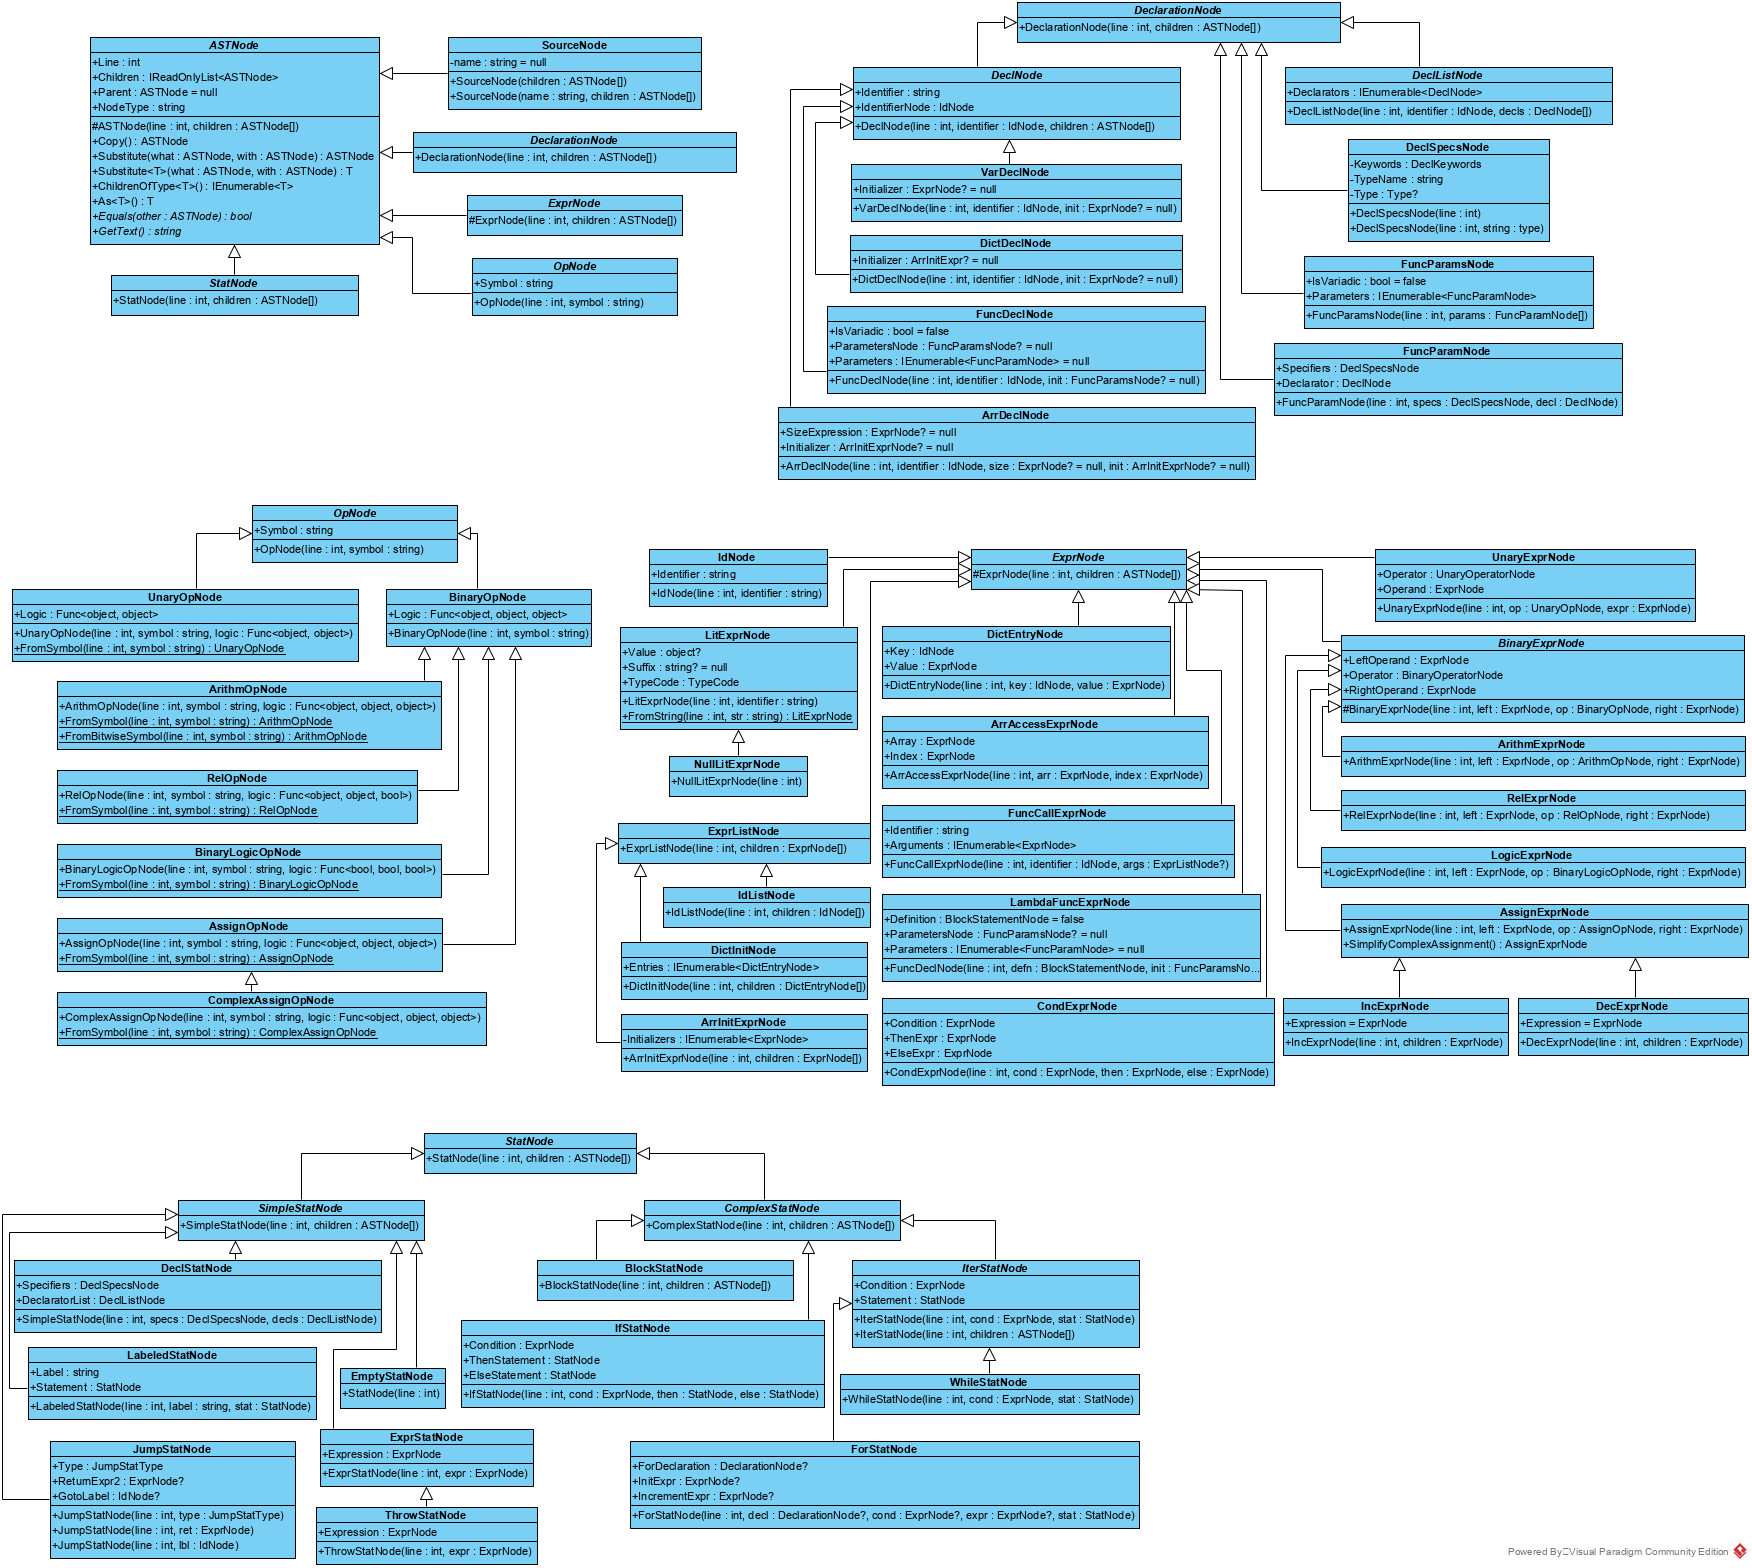 ASTNode
+Line : int
+Children : IReadOnlyList<ASTNode>
+Parent : ASTNode = null
+NodeType : string
#ASTNode(line : int, children : ASTNode[])
+Copy() : ASTNode
+Substitute(what : ASTNode, with : ASTNode) : ASTNode
+Substitute<T>(what : ASTNode, with : ASTNode) : T
+ChildrenOfType<T>() : IEnumerable<T>
+As<T>() : T
+Equals(other : ASTNode) : bool
+GetText() : string
SourceNode
-name : string = null
+SourceNode(children : ASTNode[])
+SourceNode(name : string, children : ASTNode[])
DeclarationNode
+DeclarationNode(line : int, children : ASTNode[])
ExprNode
#ExprNode(line : int, children : ASTNode[])
OpNode
+Symbol : string
+OpNode(line : int, symbol : string)
StatNode
+StatNode(line : int, children : ASTNode[])
DeclarationNode
+DeclarationNode(line : int, children : ASTNode[])
DeclNode
+Identifier : string
+IdentifierNode : IdNode
+DeclNode(line : int, identifier : IdNode, children : ASTNode[])
VarDeclNode
+Initializer : ExprNode? = null
+VarDeclNode(line : int, identifier : IdNode, init : ExprNode? = null)
DictDeclNode
+Initializer : ArrInitExpr? = null
+DictDeclNode(line : int, identifier : IdNode, init : ExprNode? = null)
FuncDeclNode
+IsVariadic : bool = false
+ParametersNode : FuncParamsNode? = null
+Parameters : IEnumerable<FuncParamNode> = null
+FuncDeclNode(line : int, identifier : IdNode, init : FuncParamsNode? = null)
ArrDeclNode
+SizeExpression : ExprNode? = null
+Initializer : ArrInitExprNode? = null
+ArrDeclNode(line : int, identifier : IdNode, size : ExprNode? = null, init : ArrInitExprNode? = null)
DeclListNode
+Declarators : IEnumerable<DeclNode>
+DeclListNode(line : int, identifier : IdNode, decls : DeclNode[])
DeclSpecsNode
-Keywords : DeclKeywords
-TypeName : string
-Type : Type?
+DeclSpecsNode(line : int)
+DeclSpecsNode(line : int, string : type)
FuncParamsNode
+IsVariadic : bool = false
+Parameters : IEnumerable<FuncParamNode>
+FuncParamsNode(line : int, params : FuncParamNode[])
FuncParamNode
+Specifiers : DeclSpecsNode
+Declarator : DeclNode
+FuncParamNode(line : int, specs : DeclSpecsNode, decl : DeclNode)
OpNode
+Symbol : string
+OpNode(line : int, symbol : string)
UnaryOpNode
+Logic : Func<object, object>
+UnaryOpNode(line : int, symbol : string, logic : Func<object, object>)
+FromSymbol(line : int, symbol : string) : UnaryOpNode
BinaryOpNode
+Logic : Func<object, object, object>
+BinaryOpNode(line : int, symbol : string)
ArithmOpNode
+ArithmOpNode(line : int, symbol : string, logic : Func<object, object, object>)
+FromSymbol(line : int, symbol : string) : ArithmOpNode
+FromBitwiseSymbol(line : int, symbol : string) : ArithmOpNode
RelOpNode
+RelOpNode(line : int, symbol : string, logic : Func<object, object, bool>)
+FromSymbol(line : int, symbol : string) : RelOpNode
BinaryLogicOpNode
+BinaryLogicOpNode(line : int, symbol : string, logic : Func<bool, bool, bool>)
+FromSymbol(line : int, symbol : string) : BinaryLogicOpNode
AssignOpNode
+AssignOpNode(line : int, symbol : string, logic : Func<object, object, object>)
+FromSymbol(line : int, symbol : string) : AssignOpNode
ComplexAssignOpNode
+ComplexAssignOpNode(line : int, symbol : string, logic : Func<object, object, object>)
+FromSymbol(line : int, symbol : string) : ComplexAssignOpNode
IdNode
+Identifier : string
+IdNode(line : int, identifier : string)
LitExprNode
+Value : object?
+Suffix : string? = null
+TypeCode : TypeCode
+LitExprNode(line : int, identifier : string)
+FromString(line : int, str : string) : LitExprNode
NullLitExprNode
+NullLitExprNode(line : int)
ExprListNode
+ExprListNode(line : int, children : ExprNode[])
IdListNode
+IdListNode(line : int, children : IdNode[])
DictInitNode
+Entries : IEnumerable<DictEntryNode>
+DictInitNode(line : int, children : DictEntryNode[])
ArrInitExprNode
-Initializers : IEnumerable<ExprNode>
+ArrInitExprNode(line : int, children : ExprNode[])
ExprNode
#ExprNode(line : int, children : ASTNode[])
DictEntryNode
+Key : IdNode
+Value : ExprNode
+DictEntryNode(line : int, key : IdNode, value : ExprNode)
ArrAccessExprNode
+Array : ExprNode
+Index : ExprNode
+ArrAccessExprNode(line : int, arr : ExprNode, index : ExprNode)
FuncCallExprNode
+Identifier : string
+Arguments : IEnumerable<ExprNode>
+FuncCallExprNode(line : int, identifier : IdNode, args : ExprListNode?)
LambdaFuncExprNode
+Definition : BlockStatementNode = false
+ParametersNode : FuncParamsNode? = null
+Parameters : IEnumerable<FuncParamNode> = null
+FuncDeclNode(line : int, defn : BlockStatementNode, init : FuncParamsNo...
CondExprNode
+Condition : ExprNode
+ThenExpr : ExprNode
+ElseExpr : ExprNode
+CondExprNode(line : int, cond : ExprNode, then : ExprNode, else : ExprNode)
UnaryExprNode
+Operator : UnaryOperatorNode
+Operand : ExprNode
+UnaryExprNode(line : int, op : UnaryOpNode, expr : ExprNode)
BinaryExprNode
+LeftOperand : ExprNode
+Operator : BinaryOperatorNode
+RightOperand : ExprNode
#BinaryExprNode(line : int, left : ExprNode, op : BinaryOpNode, right : ExprNode)
ArithmExprNode
+ArithmExprNode(line : int, left : ExprNode, op : ArithmOpNode, right : ExprNode)
RelExprNode
+RelExprNode(line : int, left : ExprNode, op : RelOpNode, right : ExprNode)
LogicExprNode
+LogicExprNode(line : int, left : ExprNode, op : BinaryLogicOpNode, right : ExprNode)
AssignExprNode
+AssignExprNode(line : int, left : ExprNode, op : AssignOpNode, right : ExprNode)
+SimplifyComplexAssignment() : AssignExprNode
IncExprNode
+Expression = ExprNode
+IncExprNode(line : int, children : ExprNode)
DecExprNode
+Expression = ExprNode
+DecExprNode(line : int, children : ExprNode)
StatNode
+StatNode(line : int, children : ASTNode[])
SimpleStatNode
+SimpleStatNode(line : int, children : ASTNode[])
DeclStatNode
+Specifiers : DeclSpecsNode
+DeclaratorList : DeclListNode
+SimpleStatNode(line : int, specs : DeclSpecsNode, decls : DeclListNode)
LabeledStatNode
+Label : string
+Statement : StatNode
+LabeledStatNode(line : int, label : string, stat : StatNode)
JumpStatNode
+Type : JumpStatType
+ReturnExpr2 : ExprNode?
+GotoLabel : IdNode?
+JumpStatNode(line : int, type : JumpStatType)
+JumpStatNode(line : int, ret : ExprNode)
+JumpStatNode(line : int, lbl : IdNode)
EmptyStatNode
+StatNode(line : int)
ExprStatNode
+Expression : ExprNode
+ExprStatNode(line : int, expr : ExprNode)
ThrowStatNode
+Expression : ExprNode
+ThrowStatNode(line : int, expr : ExprNode)
ComplexStatNode
+ComplexStatNode(line : int, children : ASTNode[])
BlockStatNode
+BlockStatNode(line : int, children : ASTNode[])
IfStatNode
+Condition : ExprNode
+ThenStatement : StatNode
+ElseStatement : StatNode
+IfStatNode(line : int, cond : ExprNode, then : StatNode, else : StatNode)
IterStatNode
+Condition : ExprNode
+Statement : StatNode
+IterStatNode(line : int, cond : ExprNode, stat : StatNode)
+IterStatNode(line : int, children : ASTNode[])
WhileStatNode
+WhileStatNode(line : int, cond : ExprNode, stat : StatNode)
ForStatNode
+ForDeclaration : DeclarationNode?
+InitExpr : ExprNode?
+IncrementExpr : ExprNode?
+ForStatNode(line : int, decl : DeclarationNode?, cond : ExprNode?, expr : ExprNode?, stat : StatNode)
Powered By Visual Paradigm Community Edition